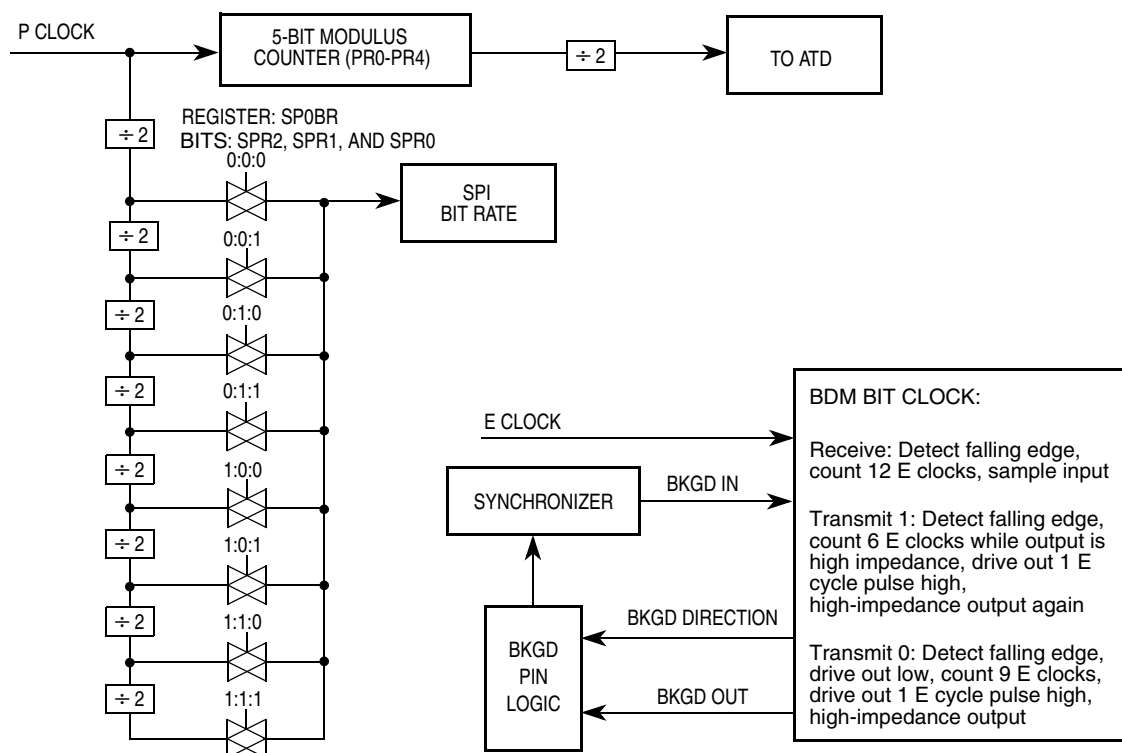 P CLOCK
5-BIT MODULUS
COUNTER (PR0-PR4)
÷ 2
TO ATD
REGISTER: SP0BR
BITS: SPR2, SPR1, AND SPR0
÷ 2
0:0:0
SPI
BIT RATE
÷ 2
0:0:1
÷ 2
0:1:0
÷ 2
0:1:1
÷ 2
1:0:0
÷ 2
1:0:1
÷ 2
1:1:0
÷ 2
1:1:1
E CLOCK
SYNCHRONIZER
BKGD IN
BKGD DIRECTION
BKGD
PIN
LOGIC
BKGD OUT
BDM BIT CLOCK:
Receive: Detect falling edge,
count 12 E clocks, sample input
Transmit 1: Detect falling edge,
count 6 E clocks while output is
high impedance, drive out 1 E
cycle pulse high,
high-impedance output again
Transmit 0: Detect falling edge,
drive out low, count 9 E clocks,
drive out 1 E cycle pulse high,
high-impedance output